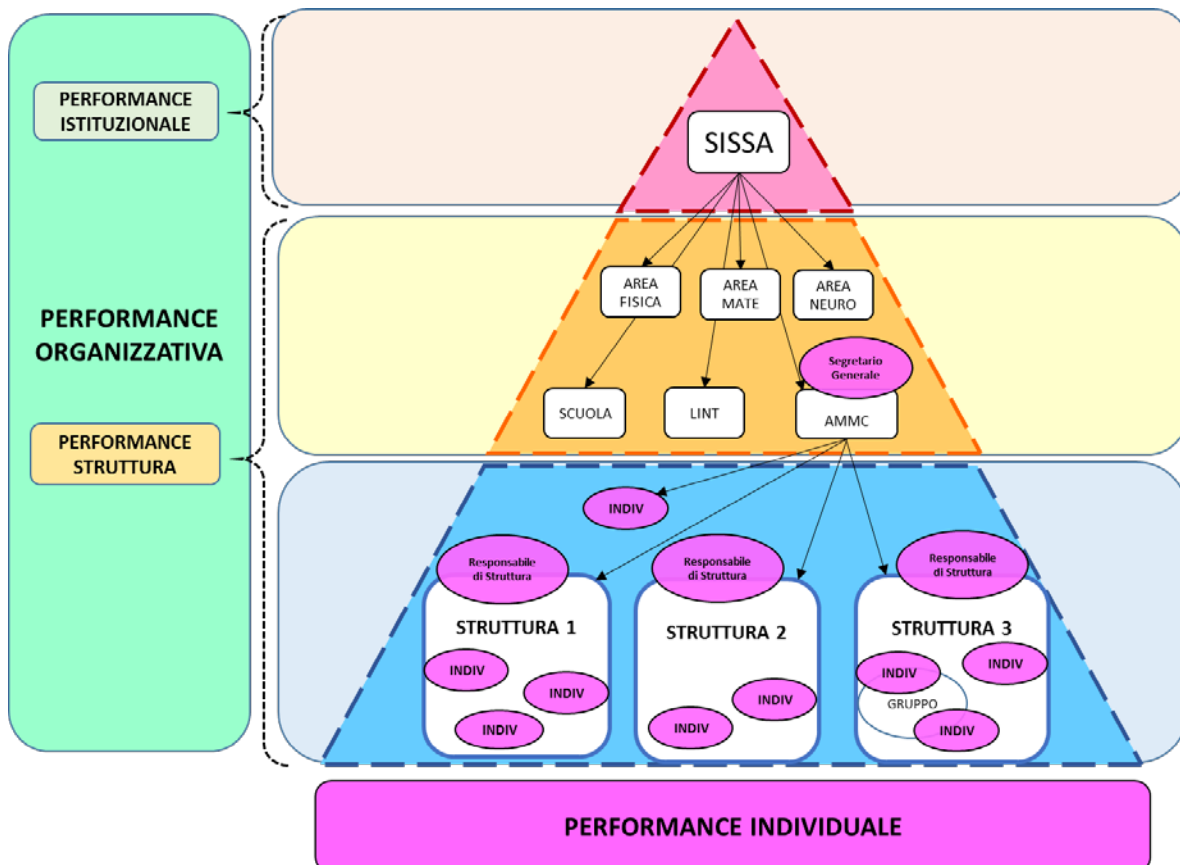 PERFORMANCE
ISTITUZIONALE
PERFORMANCE
ORGANIZZATIVA
PERFORMANCE
STRUTTURA
SISSA
AREA
FISICA
AREA
MATE
AREA
NEURO
Segretario
Generale
SCUOLA
LINT
AMMC
INDIV
Responsabile
di Struttura
STRUTTURA 1
INDIV
INDIV
INDIV
Responsabile
di Struttura
STRUTTURA 2
INDIV
INDIV
Responsabile
di Struttura
STRUTTURA 3
INDIV
INDIV
GRUPPO
INDIV
PERFORMANCE INDIVIDUALE